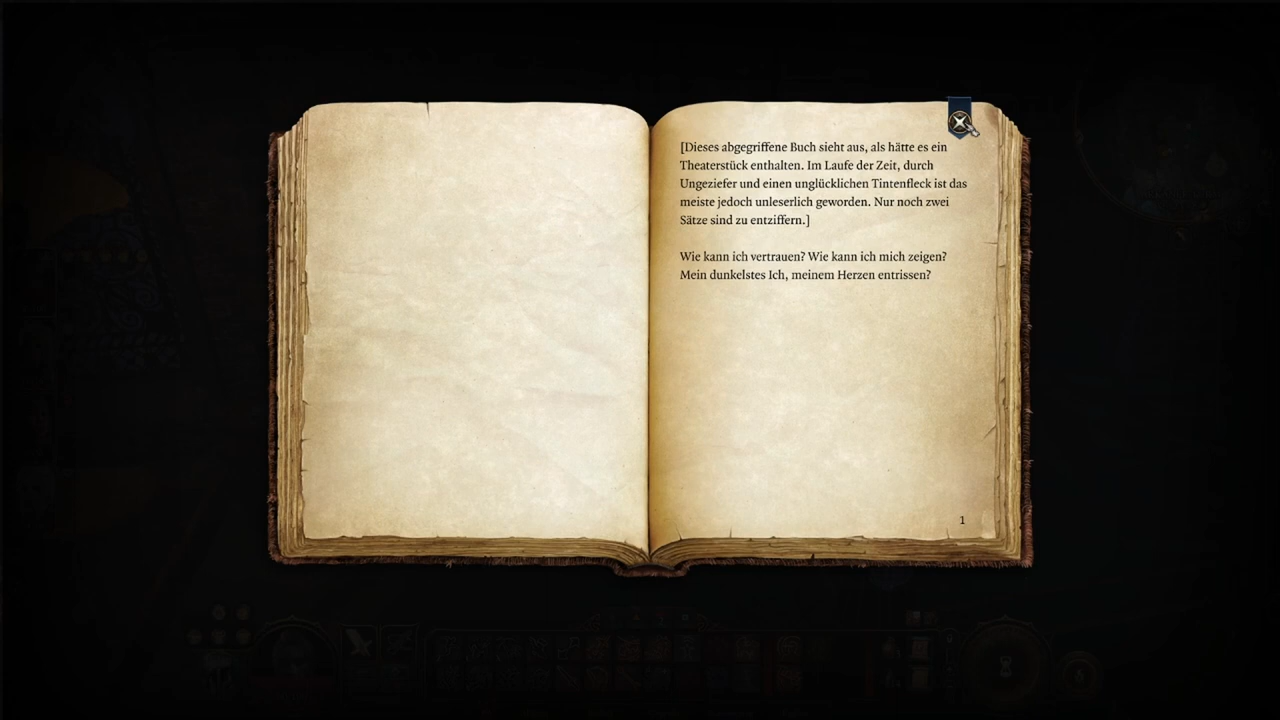 [Dieses abgegriffene Buch sieht aus, als hätte es ein
Theaterstück enthalten. Im Laufe der Zeit, durch
Ungeziefer und einen unglücklichen Tintenfleck ist das
meiste jedoch unleserlich geworden. Nur noch zwei
Sätze sind zu entziffern.]
Wie kann ich vertrauen? Wie kann ich mich zeigen?
Mein dunkelstes Ich, meinem Herzen entrissen?
1